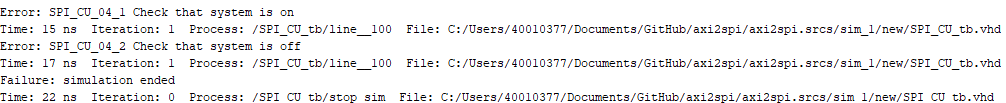 Error: SPI_CU_04_1 Check that system is on
Time: 15 ns  Iteration: 1  Process: /SPI_CU_tb/line__100  File: C:/Users/40010377/Documents/GitHub/axi2spi/axi2spi.srcs/sim_1/new/SPI_CU_tb.vhd
Error: SPI_CU_04_2 Check that system is off
Time: 17 ns  Iteration: 1  Process: /SPI_CU_tb/line__100  File: C:/Users/40010377/Documents/GitHub/axi2spi/axi2spi.srcs/sim_1/new/SPI_CU_tb.vhd
Failure: simulation ended
Time: 22 ns  Iteration: 0  Process: /SPI_CU_tb/stop_sim  File: C:/Users/40010377/Documents/GitHub/axi2spi/axi2spi.srcs/sim_1/new/SPI_CU_tb.vhd